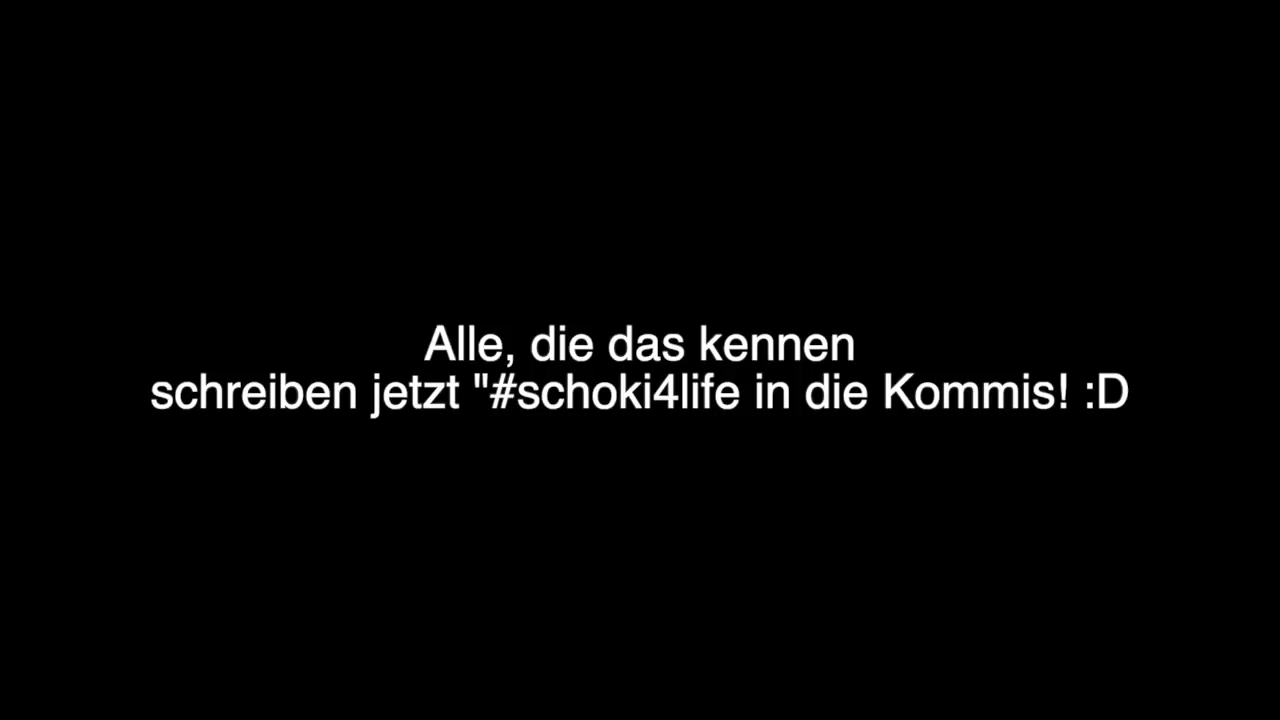 Alle, die das kennen
schreiben jetzt "#schoki4life in die Kommis! :D